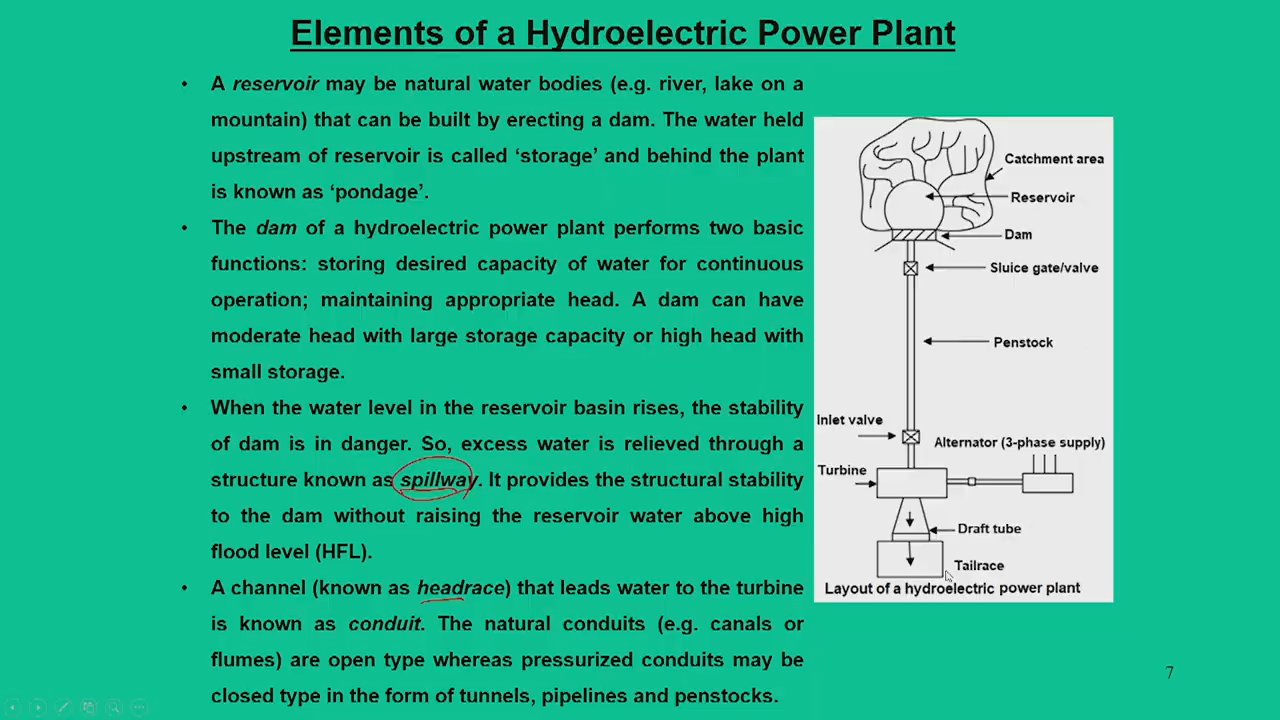 Elements of a Hydroelectric Power Plant
• A reservoir may be natural water bodies (e.g. river, lake on a
mountain) that can be built by erecting a dam. The water held
upstream of reservoir is called ‘storage’ and behind the plant
is known as ‘pondage’.
• The dam of a hydroelectric power plant performs two basic
functions: storing desired capacity of water for continuous
operation; maintaining appropriate head. A dam can have
moderate head with large storage capacity or high head with
small storage.
• When the water level in the reservoir basin rises, the stability
of dam is in danger. So, excess water is relieved through a
structure known as spillway. It provides the structural stability
to the dam without raising the reservoir water above high
flood level (HFL).
• A channel (known as headrace) that leads water to the turbine
is known as conduit. The natural conduits (e.g. canals or
flumes) are open type whereas pressurized conduits may be
closed type in the form of tunnels, pipelines and penstocks.
Catchment area
Reservoir
Dam
Sluice gate/valve
Penstock
Inlet valve
Alternator (3-phase supply)
Turbine
Draft tube
Tailrace
Layout of a hydroelectric power plant
7